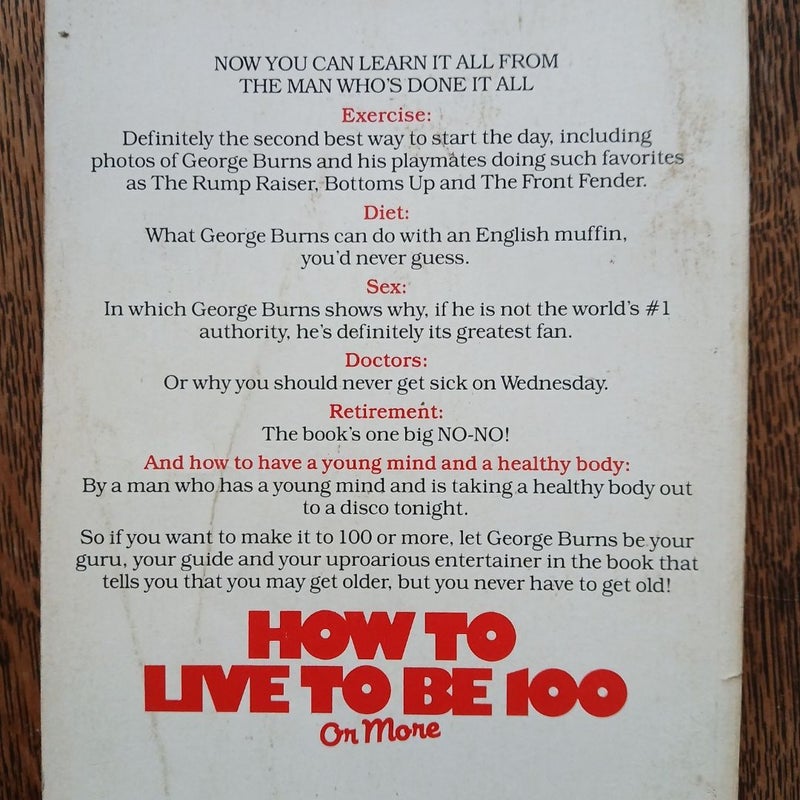 NOW YOU CAN LEARN IT ALL FROM
THE MAN WHO'S DONE IT ALL
Exercise:
Definitely the second best way to start the day, including
photos of George Burns and his playmates doing such favorites
as The Rump Raiser, Bottoms Up and The Front Fender.
Diet:
What George Burns can do with an English muffin,
you'd never guess.
Sex:
In which George Burns shows why, if he is not the world's #1
authority, he's definitely its greatest fan.
Doctors:
Or why you should never get sick on Wednesday.
Retirement:
The book's one big NO-NO!
And how to have a young mind and a healthy body:
By a man who has a young mind and is taking a healthy body out
to a disco tonight.
So if you want to make it to 100 or more, let George Burns be your
guru, your guide and your uproarious entertainer in the book that
tells you that you may get older, but you never have to get old!
HOW TO
LIVE TO BE 100
Or More